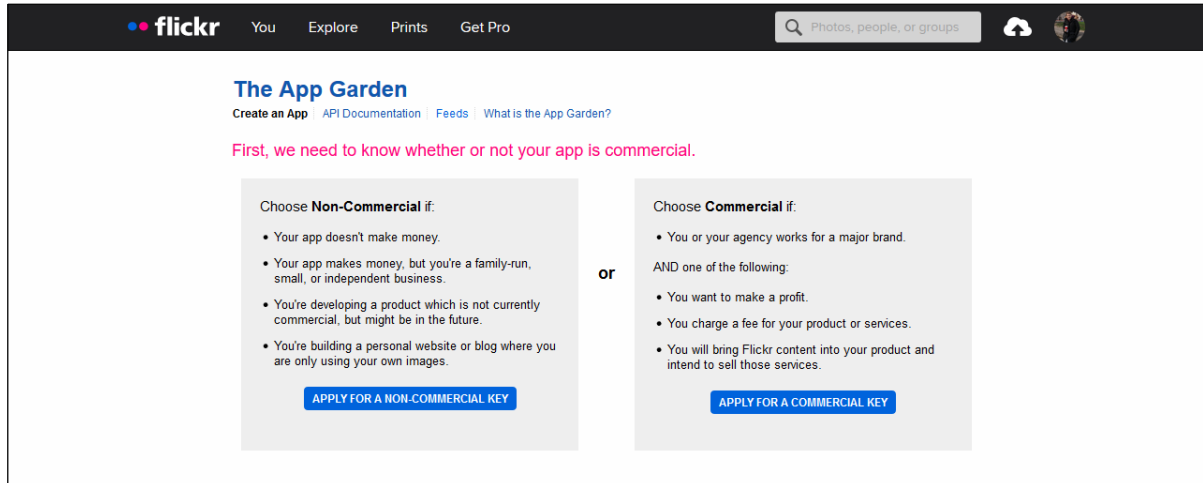 flickr You Explore Prints Get Pro Photos, people, or groups
The App Garden
Create an App API Documentation Feeds What is the App Garden?
First, we need to know whether or not your app is commercial.
Choose Non-Commercial if:
• Your app doesn't make money.
• Your app makes money, but you're a family-run,
small, or independent business.
• You're developing a product which is not currently
commercial, but might be in the future.
• You're building a personal website or blog where you
are only using your own images.
APPLY FOR A NON-COMMERCIAL KEY
or
Choose Commercial if:
• You or your agency works for a major brand.
AND one of the following:
• You want to make a profit.
• You charge a fee for your product or services.
• You will bring Flickr content into your product and
intend to sell those services.
APPLY FOR A COMMERCIAL KEY